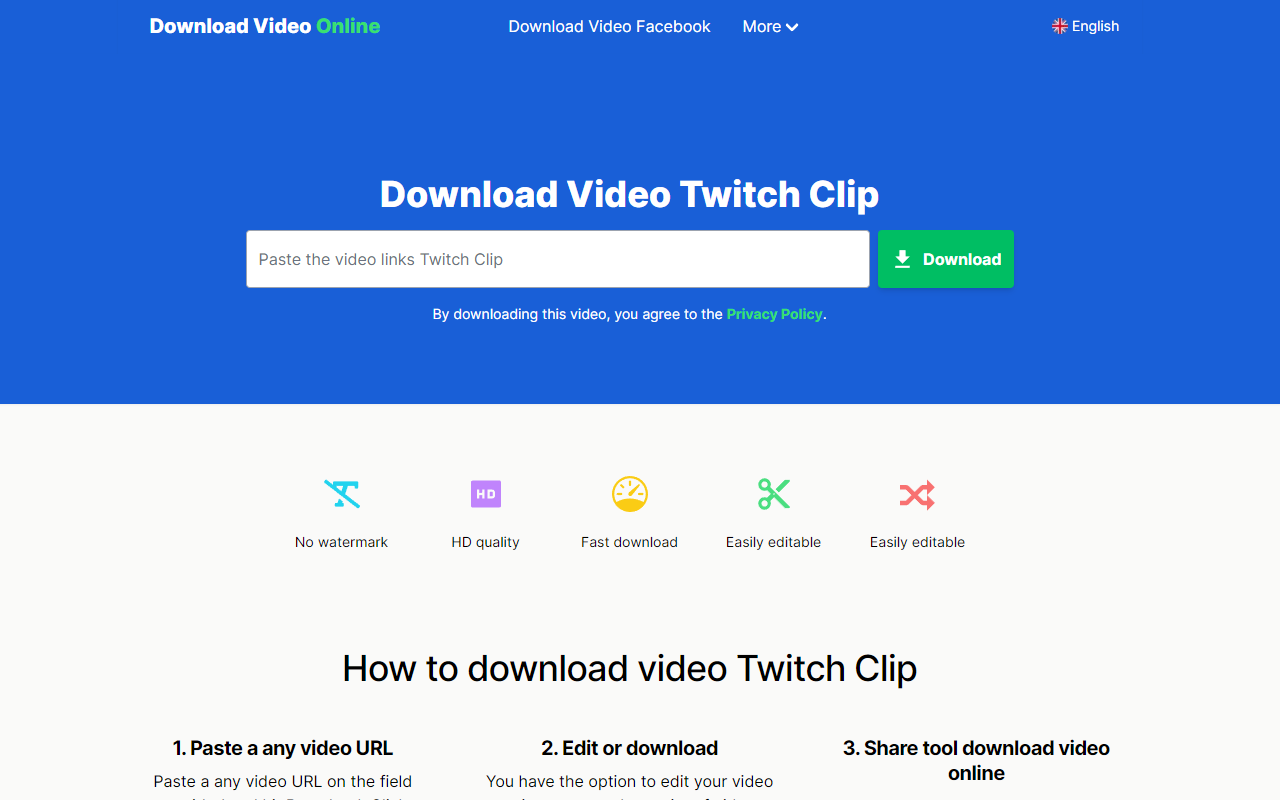 Download Video Online
Download Video Facebook
More
English
Download Video Twitch Clip
Paste the video links Twitch Clip
Download
By downloading this video, you agree to the Privacy Policy.
HD
No watermark
HD quality
Fast download
Easily editable
Easily editable
How to download video Twitch Clip
1. Paste a any video URL
Paste a any video URL on the field
2. Edit or download
You have the option to edit your video
3. Share tool download video
online